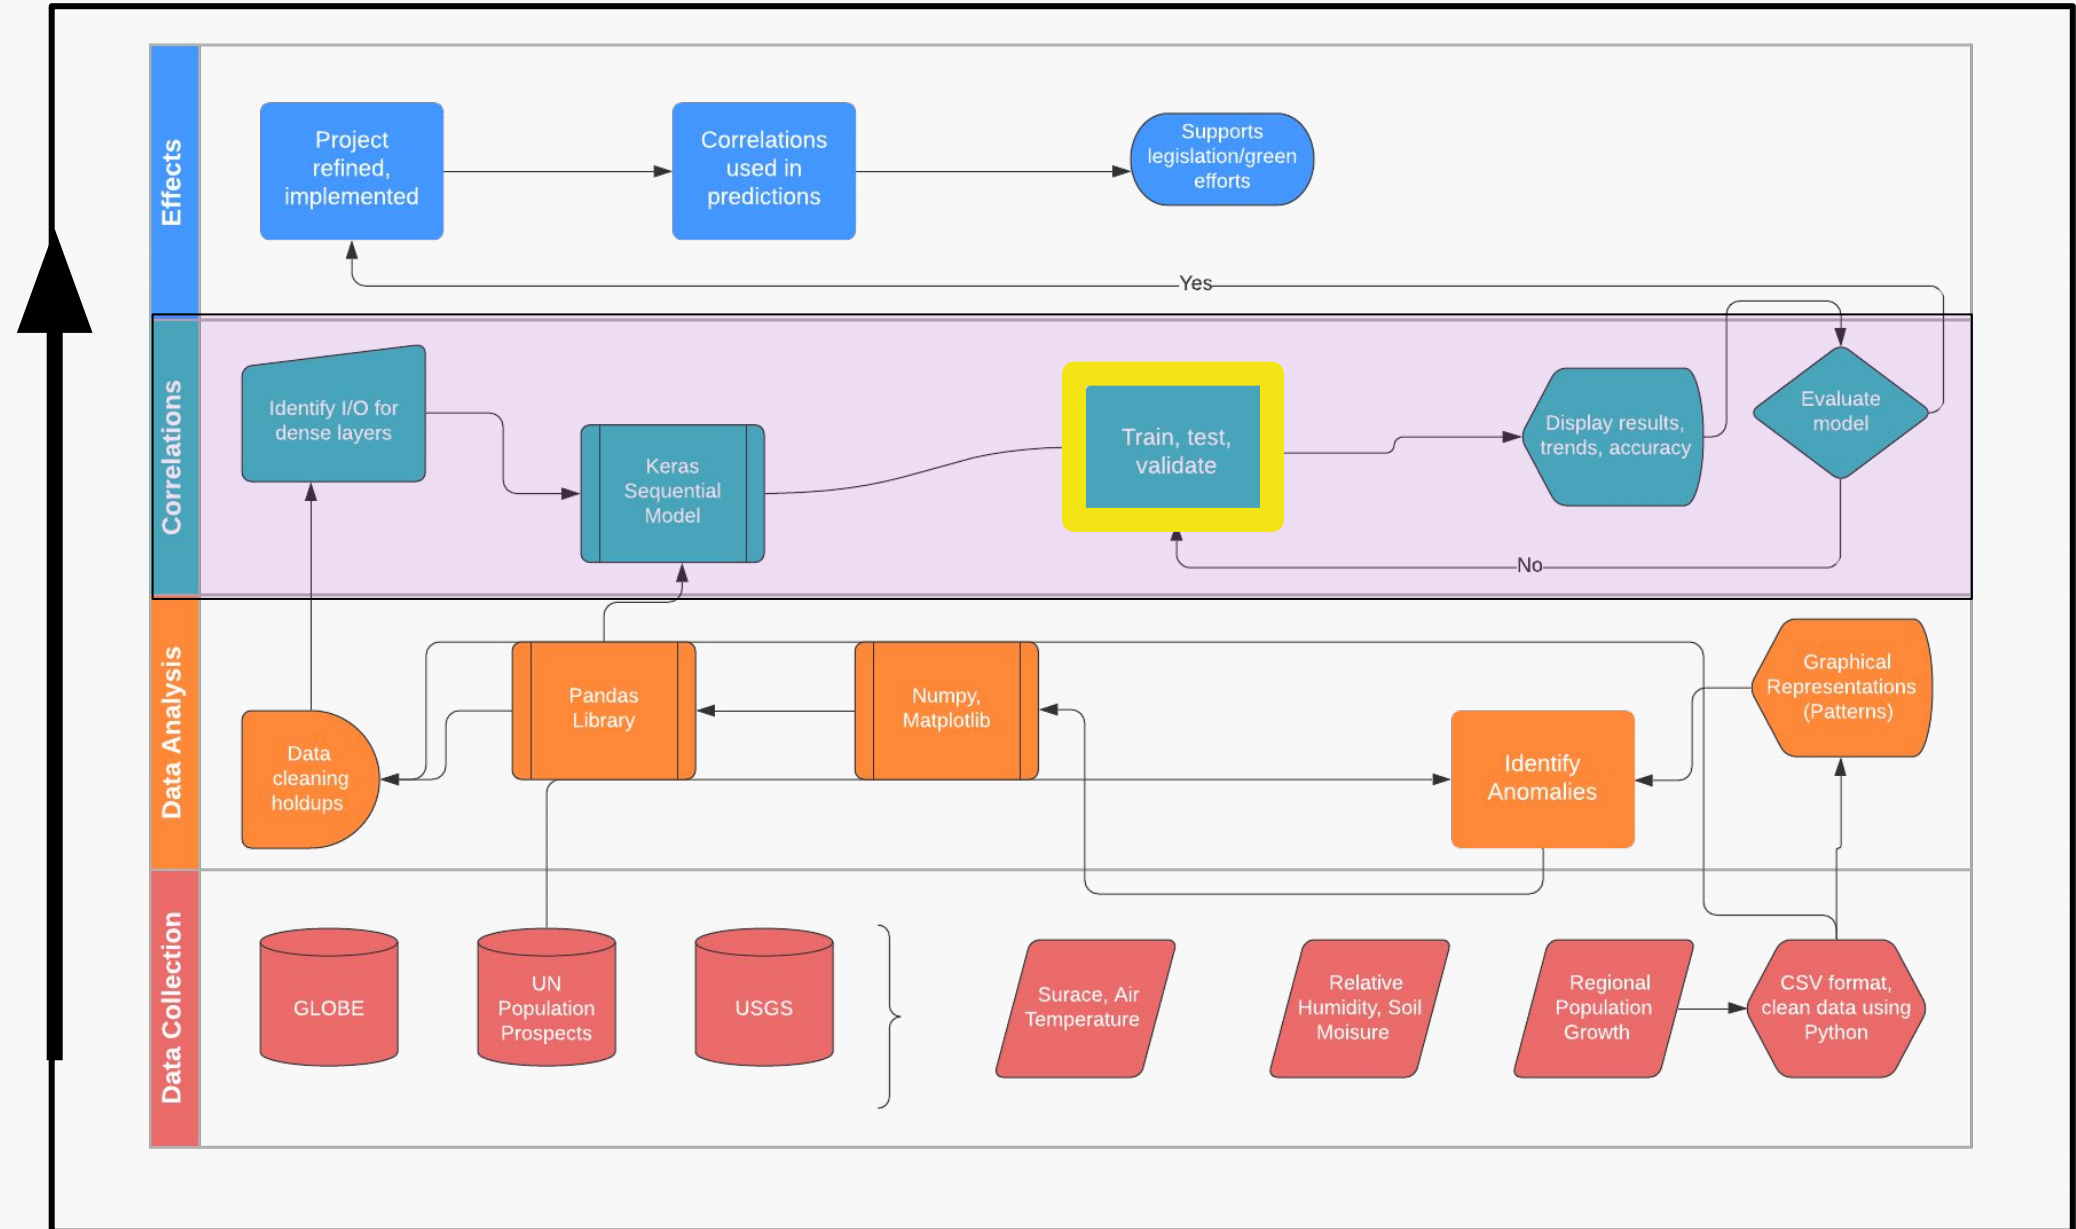 Effects
Project
refined,
implemented
Correlations
used in
predictions
Supports
legislation/green
efforts
Yes
Correlations
Identify I/O for
dense layers
Keras
Sequential
Model
Train, test,
validate
Display results,
trends, accuracy
Evaluate
model
No
Data Analysis
Data
cleaning
holdups
Pandas
Library
Numpy,
Matplotlib
Identify
Anomalies
Graphical
Representations
(Patterns)
Data Collection
GLOBE
UN
Population
Prospects
USGS
Surace, Air
Temperature
Relative
Humidity, Soil
Moisure
Regional
Population
Growth
CSV format,
clean data using
Python